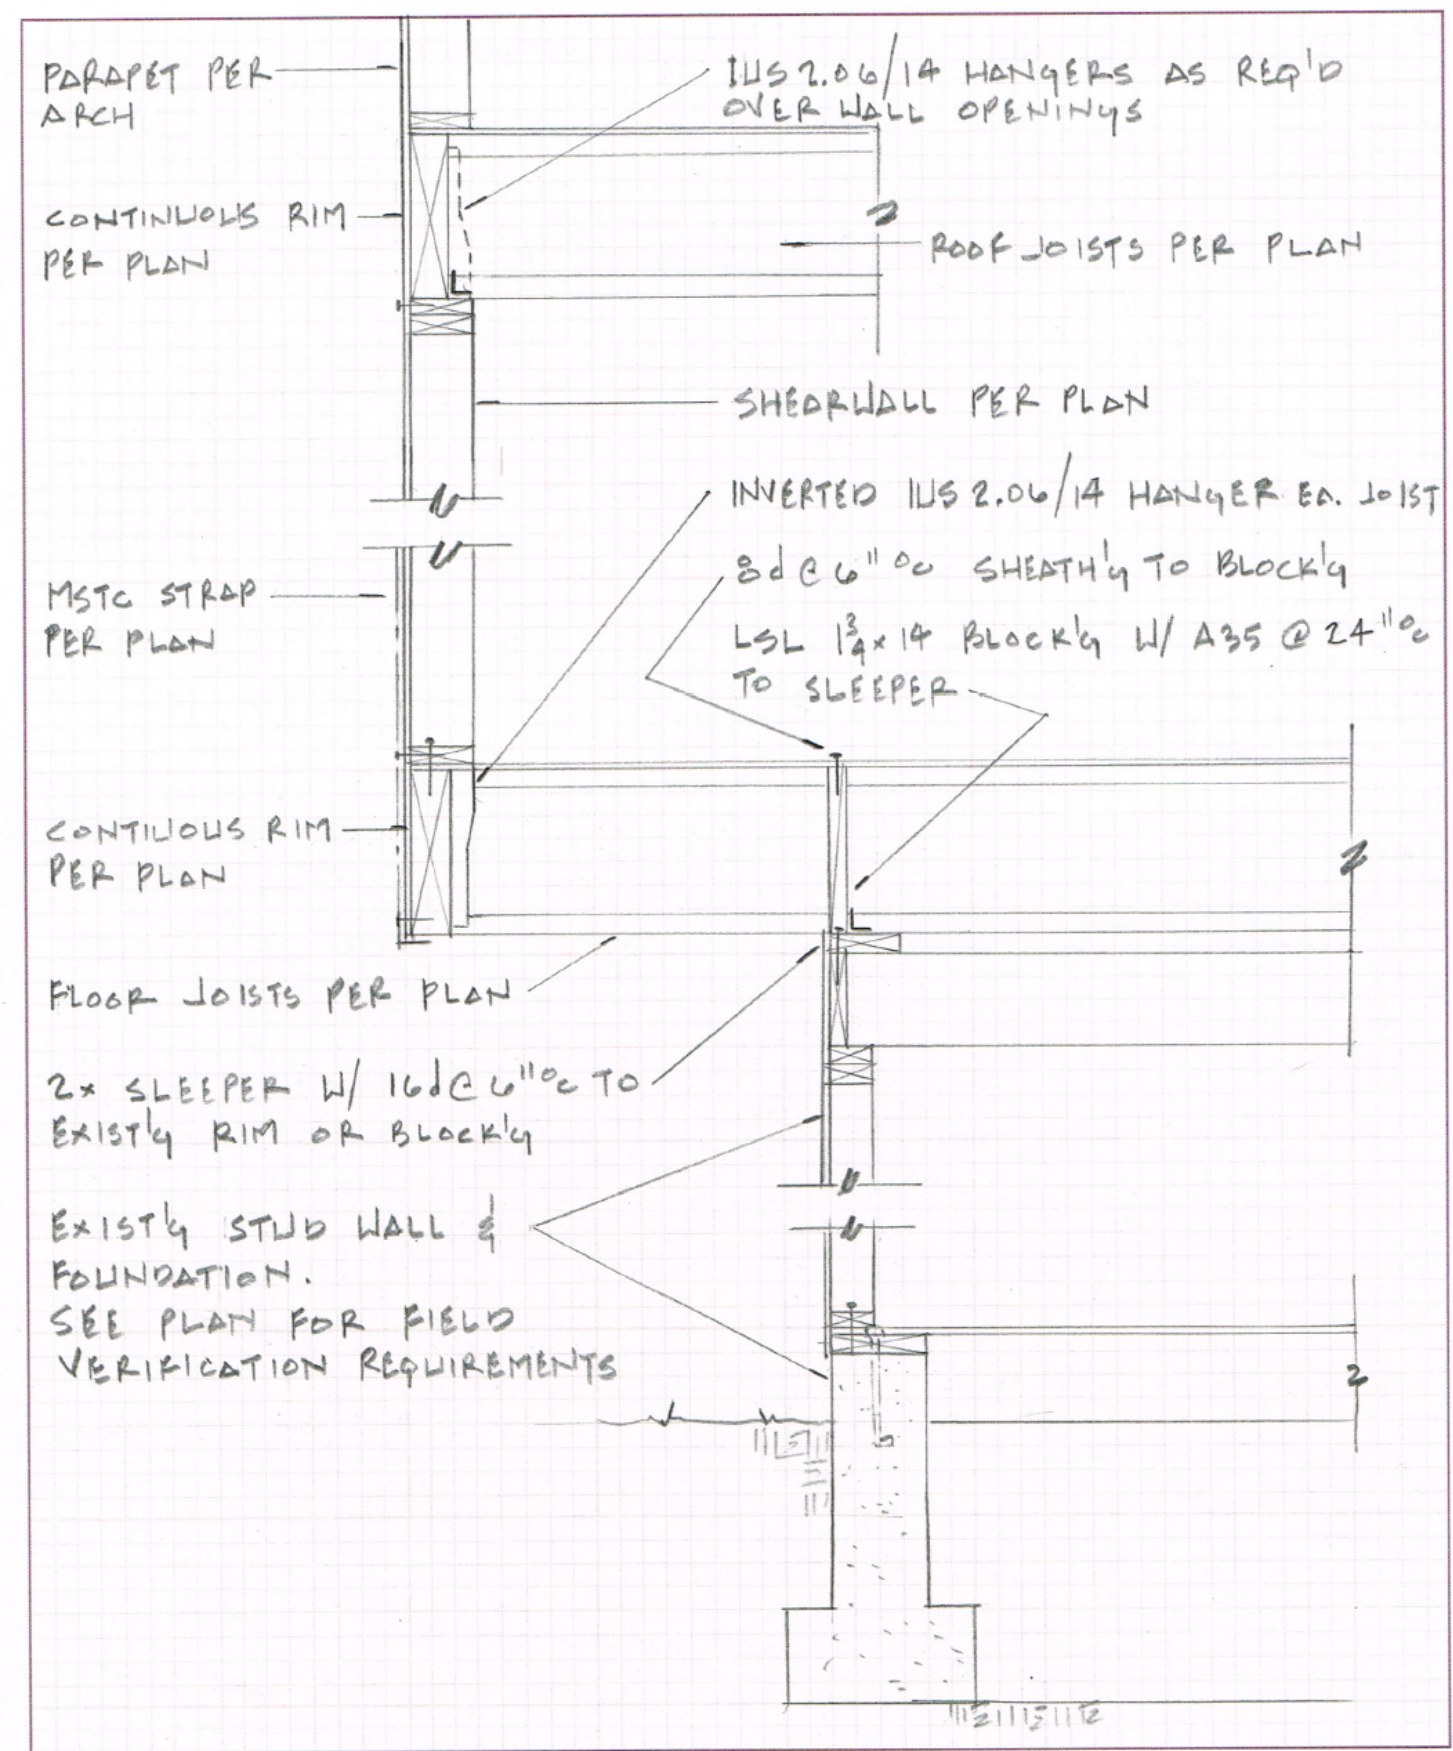 PARAPET PER
ARCH
IUS 2.06/14 HANGERS AS REQ'D
OVER WALL OPENINGS
CONTINUOUS RIM
PER PLAN
ROOF JOISTS PER PLAN
SHEARWALL PER PLAN
INVERTED IUS 2.06/14 HANGER EA. JOIST
8d @ 6" oc SHEATH'G TO BLOCK'G
MSTC STRAP
PER PLAN
LSL 1 3/4 x 14 BLOCK'G W/ A35 @ 24" oc
TO SLEEPER
CONTIUOUS RIM
PER PLAN
FLOOR JOISTS PER PLAN
2x SLEEPER W/ 16d @ 6" oc TO
EXIST'G RIM OR BLOCK'G
EXIST'G STUD WALL &
FOUNDATION.
SEE PLAN FOR FIELD
VERIFICATION REQUIREMENTS